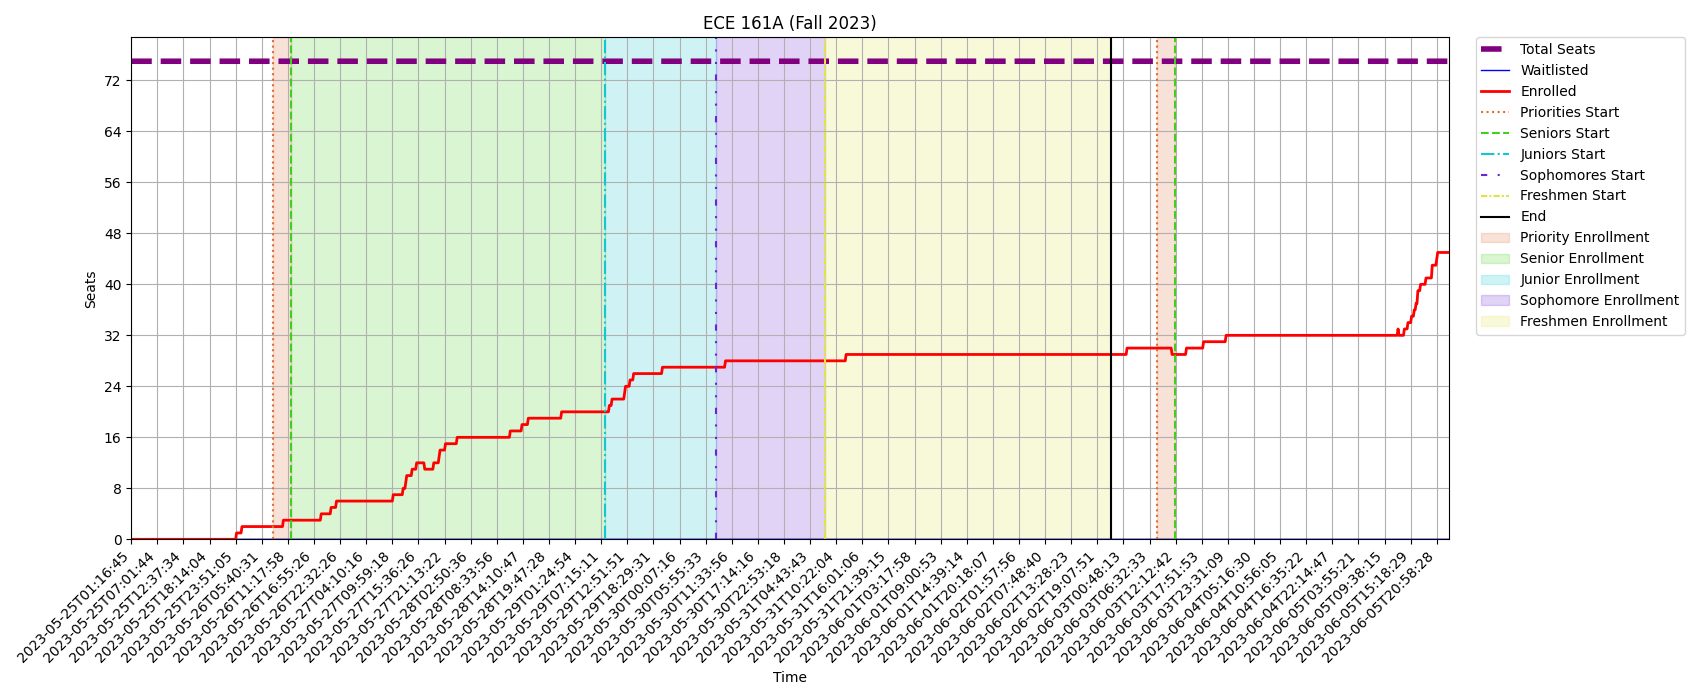 ECE 161A (Fall 2023)
Seats
72
64
56
48
40
32
24
16
8
0
2023-05-25T01:16:45
2023-05-25T07:01:44
2023-05-25T12:37:34
2023-05-25T18:14:04
2023-05-25T23:51:05
2023-05-26T05:40:31
2023-05-26T11:17:58
2023-05-26T16:55:26
2023-05-26T22:32:26
2023-05-27T04:10:16
2023-05-27T09:59:18
2023-05-27T15:36:26
2023-05-27T21:13:22
2023-05-28T02:50:36
2023-05-28T08:33:56
2023-05-28T14:10:47
2023-05-28T19:47:28
2023-05-29T01:24:54
2023-05-29T07:15:11
2023-05-29T12:51:51
2023-05-29T18:29:31
2023-05-30T00:07:16
2023-05-30T05:55:33
2023-05-30T11:33:56
2023-05-30T17:14:16
2023-05-30T22:53:18
2023-05-31T04:43:43
2023-05-31T10:22:04
2023-05-31T16:01:06
2023-05-31T21:39:15
2023-06-01T03:17:58
2023-06-01T09:00:53
2023-06-01T14:39:14
2023-06-01T20:18:07
2023-06-02T01:57:56
2023-06-02T07:48:40
2023-06-02T13:28:23
2023-06-02T19:07:51
2023-06-03T00:48:13
2023-06-03T06:32:33
2023-06-03T12:12:42
2023-06-03T17:51:53
2023-06-03T23:31:09
2023-06-04T05:16:30
2023-06-04T10:56:05
2023-06-04T16:35:22
2023-06-04T22:14:47
2023-06-05T03:55:21
2023-06-05T09:38:15
2023-06-05T15:18:29
2023-06-05T20:58:28
Time
Total Seats
Waitlisted
Enrolled
Priorities Start
Seniors Start
Juniors Start
Sophomores Start
Freshmen Start
End
Priority Enrollment
Senior Enrollment
Junior Enrollment
Sophomore Enrollment
Freshmen Enrollment